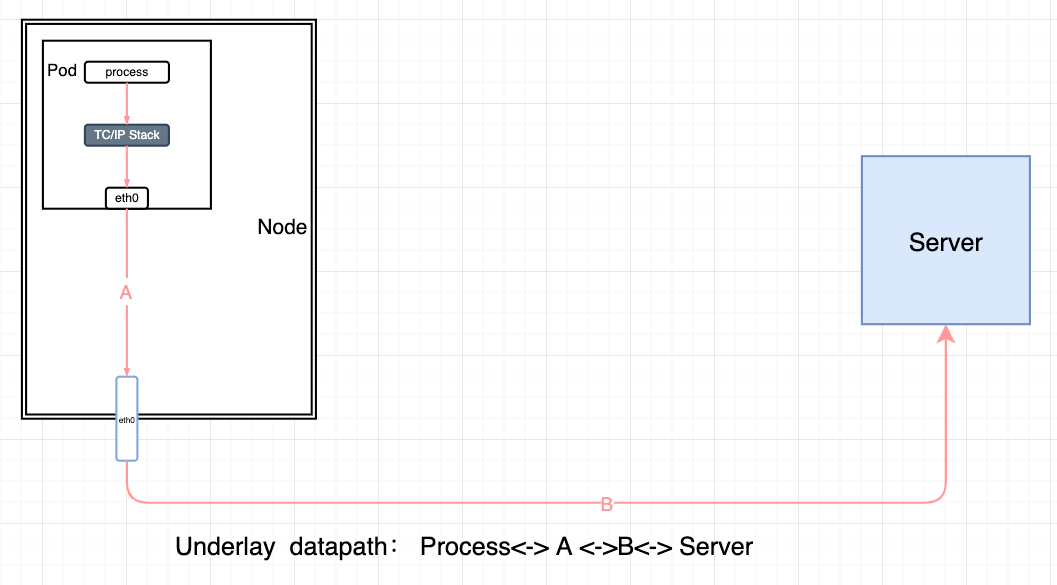 Pod
process
TC/IP Stack
eth0
Node
A
eth0
Server
B
Underlay datapath： Process<-> A <->B<-> Server